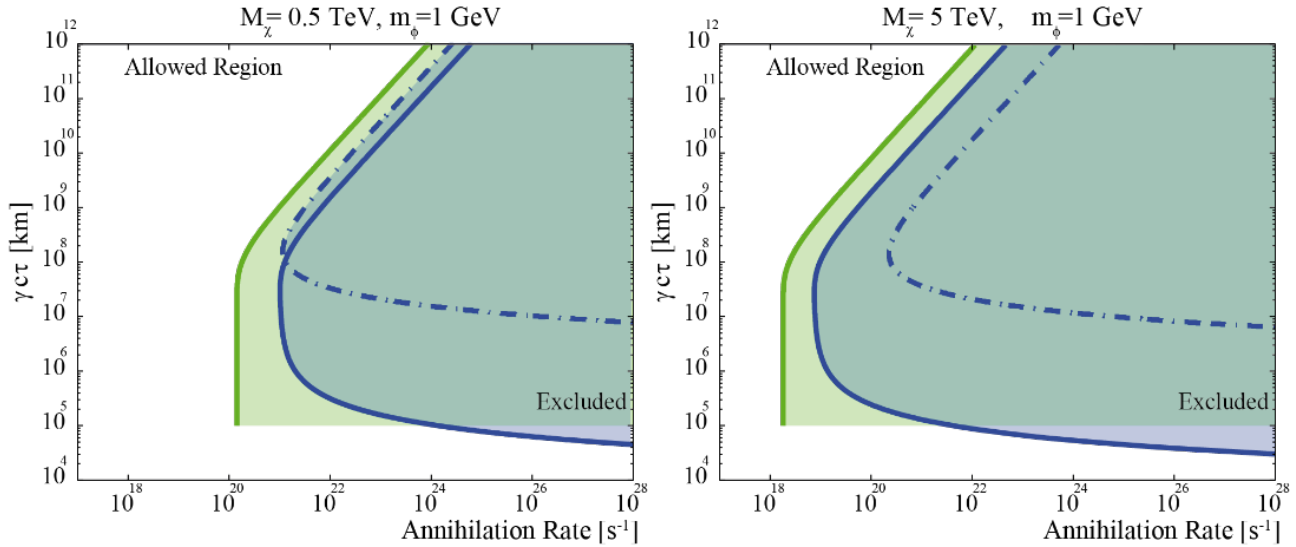 M_χ= 0.5 TeV, m_ϕ=1 GeV
10^12
10^11
10^10
10^9
10^8
10^7
10^6
10^5
10^4
γ c τ [km]
Allowed Region
Excluded
10^18 10^20 10^22 10^24 10^26 10^28
Annihilation Rate [s^-1]
M_χ= 5 TeV, m_ϕ=1 GeV
10^12
10^11
10^10
10^9
10^8
10^7
10^6
10^5
10^4
γ c τ [km]
Allowed Region
Excluded
10^18 10^20 10^22 10^24 10^26 10^28
Annihilation Rate [s^-1]